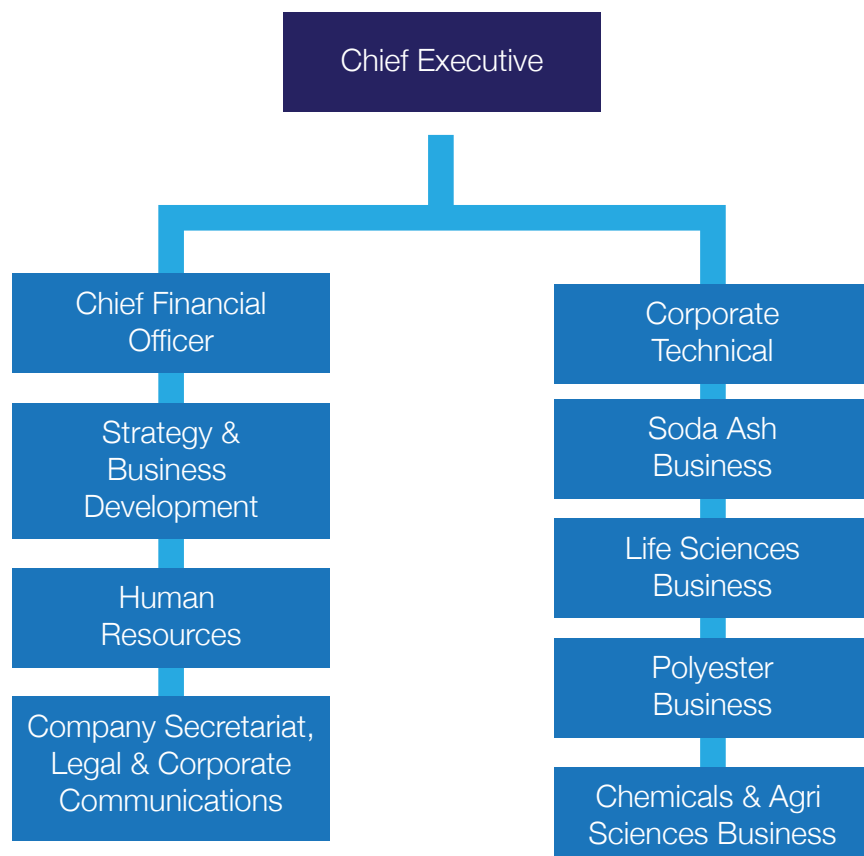 Chief Executive
Chief Financial
Officer
Strategy &
Business
Development
Human
Resources
Company Secretariat,
Legal & Corporate
Communications
Corporate
Technical
Soda Ash
Business
Life Sciences
Business
Polyester
Business
Chemicals & Agri
Sciences Business